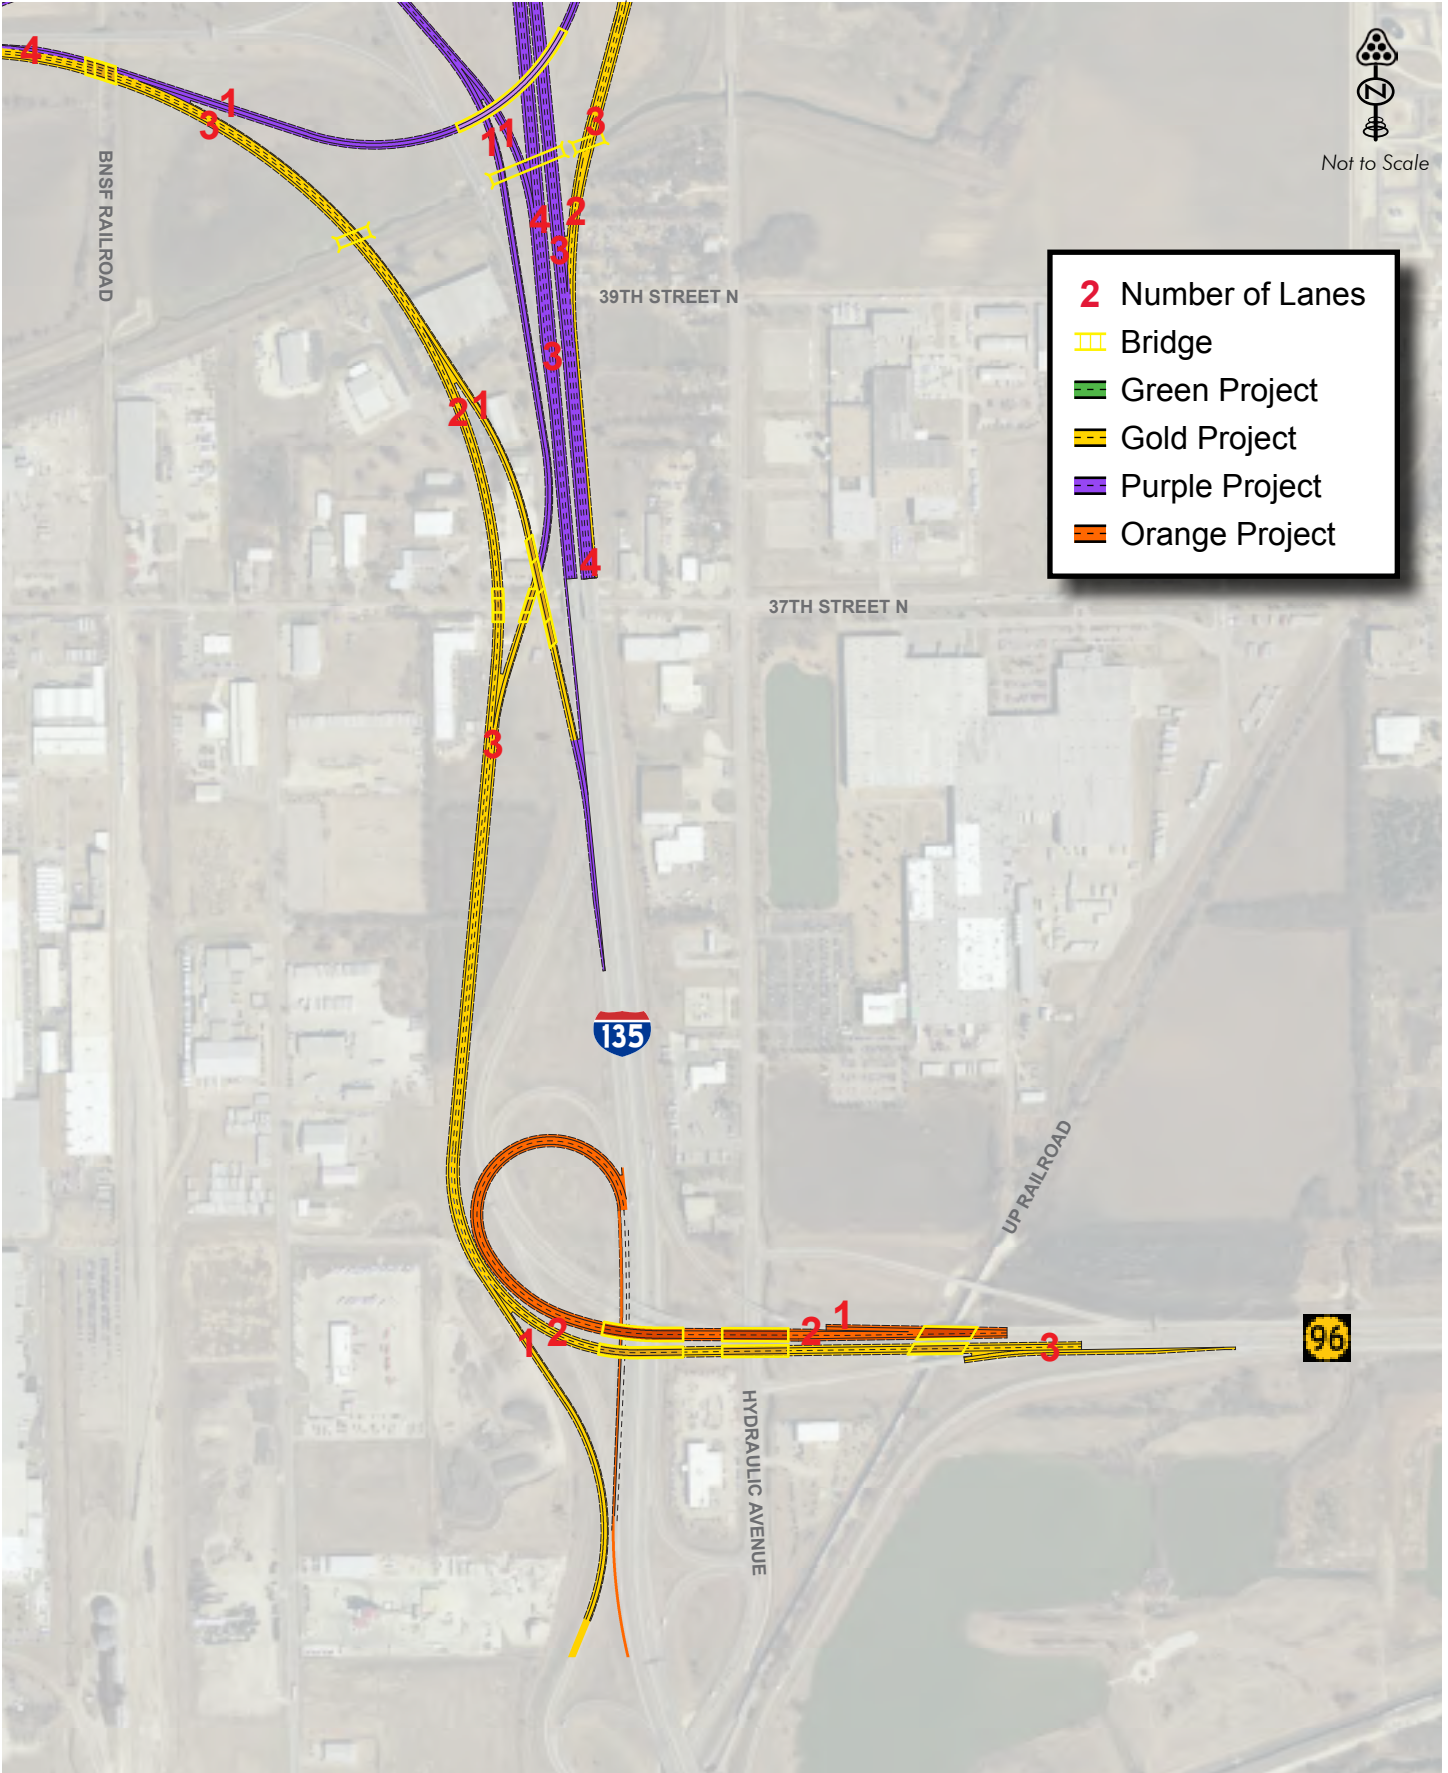 4
1
3
1
1
3
N
Not to Scale
BNSF RAILROAD
4
2
3
2 Number of Lanes
Bridge
Green Project
Gold Project
Purple Project
Orange Project
39TH STREET N
3
2
1
4
37TH STREET N
3
135
UP RAILROAD
1
2
1
2
3
96
HYDRAULIC AVENUE